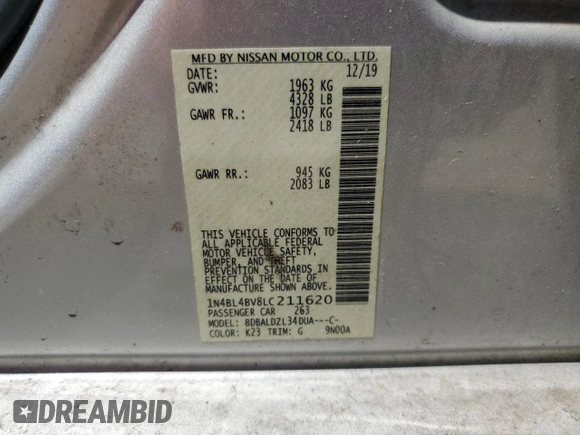 MFD BY NISSAN MOTOR CO., LTD.
DATE: 12/19
GVWR: 1963 KG
4328 LB
GAWR FR.: 1097 KG
2418 LB
GAWR RR.: 945 KG
2083 LB
THIS VEHICLE CONFORMS TO
ALL APPLICABLE FEDERAL
MOTOR VEHICLE SAFETY,
BUMPER, AND THEFT
PREVENTION STANDARDS IN
EFFECT ON THE DATE OF
MANUFACTURE SHOWN ABOVE.
1N4BL4BV8LC211620
PASSENGER CAR 263
MODEL: BDBALDZL34DUA---C-
COLOR: K23 TRIM: G 9N00A
DREAMBID